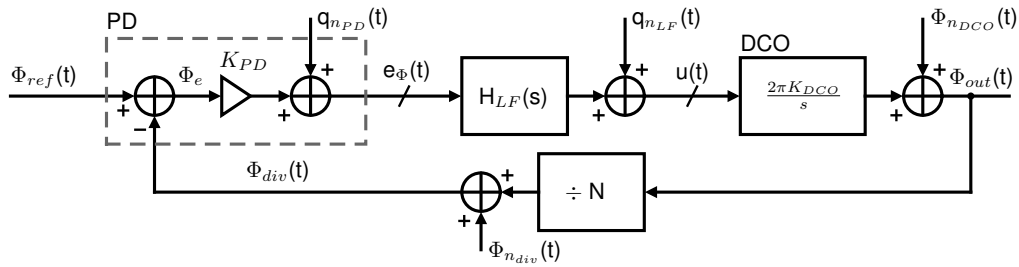 PD
q_{n_{PD}}(t)
q_{n_{LF}}(t)
Φ_{n_{DCO}}(t)
Φ_{ref}(t)
Φ_e
K_{PD}
e_Φ(t)
H_{LF}(s)
u(t)
DCO
\frac{2πK_{DCO}}{s}
Φ_{out}(t)
+
−
+
+
+
+
+
+
Φ_{div}(t)
+
+
÷ N
Φ_{n_{div}}(t)